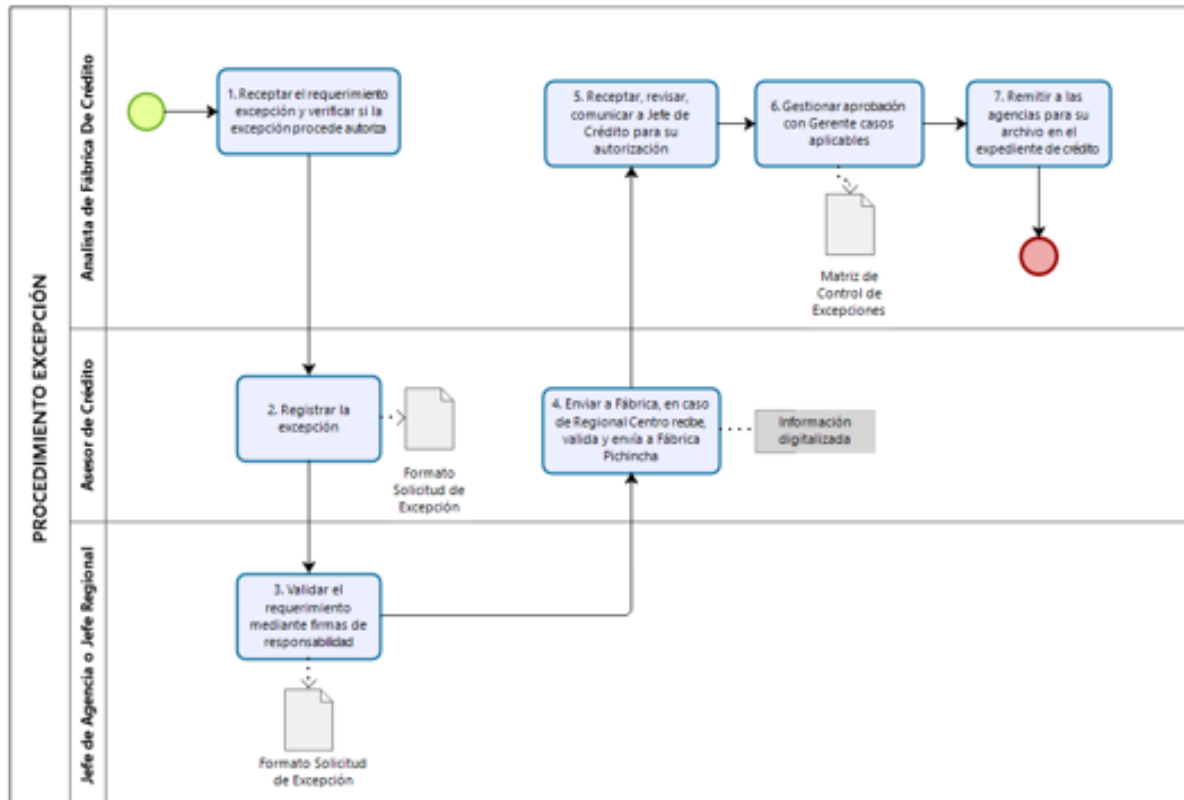 PROCEDIMIENTO EXCEPCIÓN
Analista de Fábrica De Crédito
1. Receptar el requerimiento
excepción y verificar si la
excepción procede autoriza
5. Receptar, revisar,
comunicar a Jefe de
Crédito para su
autorización
6. Gestionar aprobación
con Gerente casos
aplicables
7. Remitir a las
agencias para su
archivo en el
expediente de crédito
Matriz de
Control de
Excepciones
Asesor de Crédito
2. Registrar la
excepción
Formato
Solicitud de
Excepción
4. Enviar a Fábrica, en caso
de Regional Centro recibe,
valida y envía a Fábrica
Pichincha
Información
digitalizada
Jefe de Agencia o Jefe Regional
3. Validar el
requerimiento
mediante firmas de
responsabilidad
Formato Solicitud
de Excepción